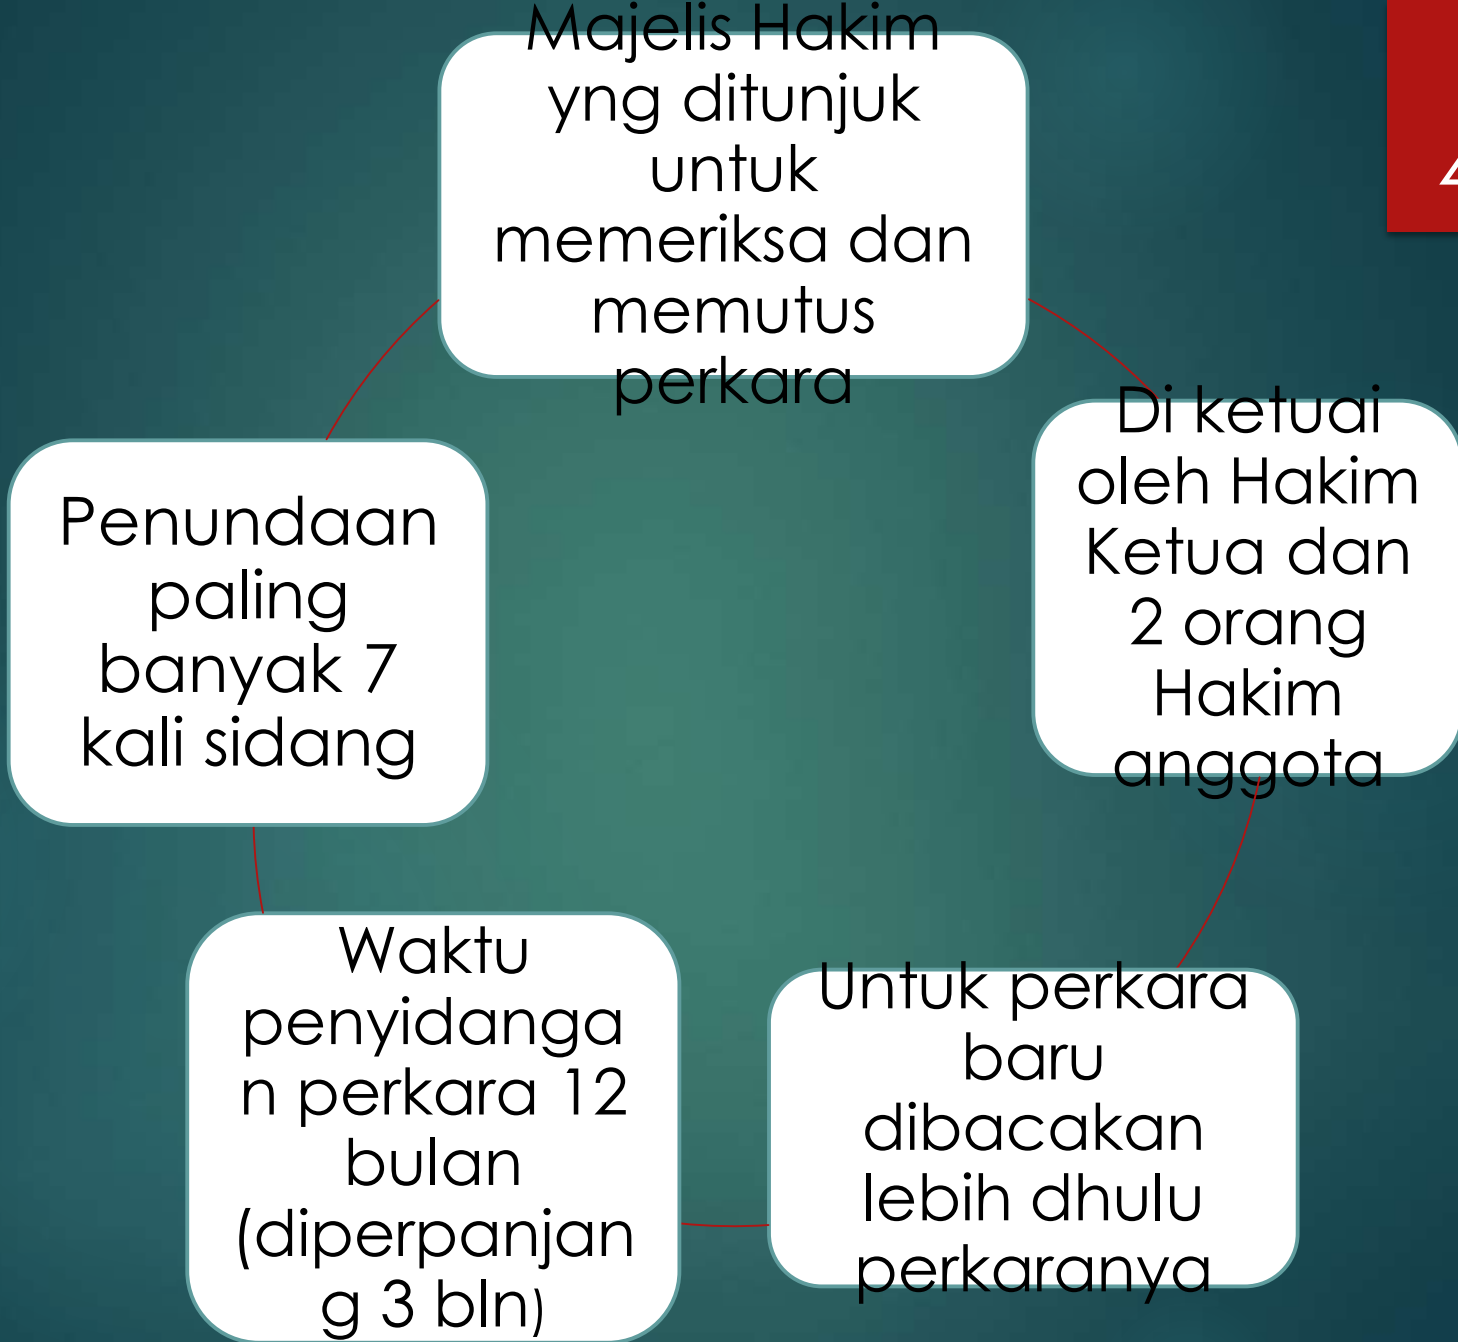 Majelis Hakim
yng ditunjuk
untuk
memeriksa dan
memutus
perkara
Di ketuai
oleh Hakim
Ketua dan
2 orang
Hakim
anggota
Untuk perkara
baru
dibacakan
lebih dhulu
perkaranya
Waktu
penyidanga
n perkara 12
bulan
(diperpanjan
g 3 bln)
Penundaan
paling
banyak 7
kali sidang